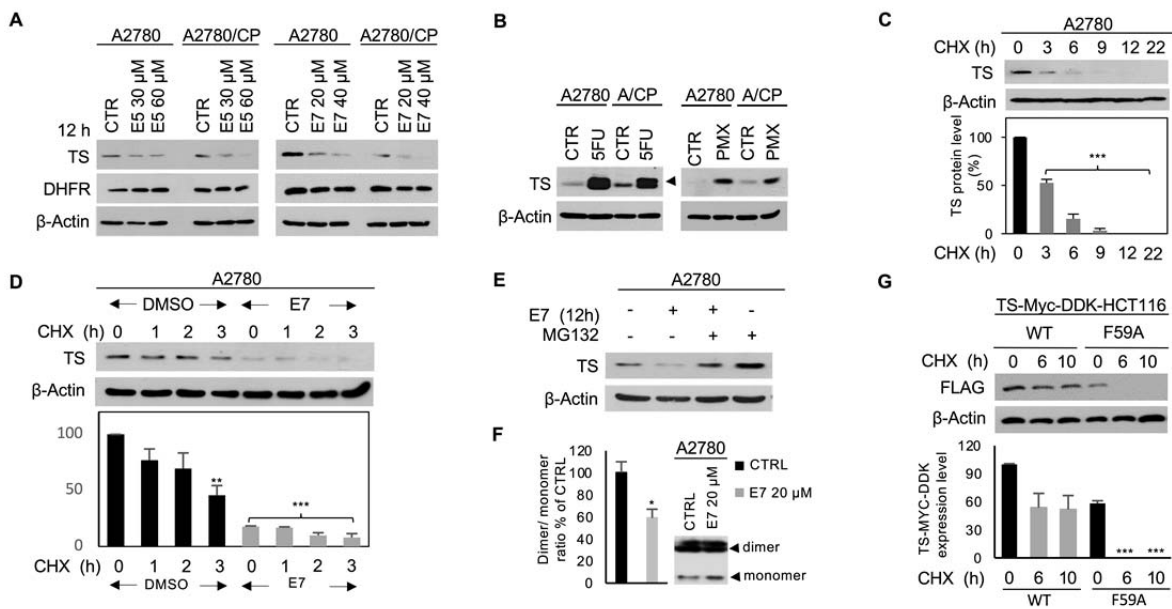 A
A2780 A2780/CP A2780 A2780/CP
12 h
CTR E5 30 µM E5 60 µM CTR E5 30 µM E5 60 µM CTR E7 20 µM E7 40 µM CTR E7 20 µM E7 40 µM
TS
DHFR
β-Actin
B
A2780 A/CP A2780 A/CP
CTR 5FU CTR 5FU CTR PMX CTR PMX
TS
β-Actin
C
A2780
CHX (h) 0 3 6 9 12 22
TS
β-Actin
TS protein level
(%)
100
50
0
***
CHX (h) 0 3 6 9 12 22
D
A2780
DMSO E7
CHX (h) 0 1 2 3 0 1 2 3
TS
β-Actin
100
50
0
**
***
CHX (h) 0 1 2 3 0 1 2 3
DMSO E7
E
A2780
E7 (12h) - + + -
MG132 - - + +
TS
β-Actin
F
Dimer/ monomer
ratio % of CTRL
120
100
80
60
40
20
0
*
A2780
CTRL E7 20 µM
CTRL
E7 20 µM
dimer
monomer
G
TS-Myc-DDK-HCT116
WT F59A
CHX (h) 0 6 10 0 6 10
FLAG
β-Actin
TS-MYC-DDK
expression level
120
90
60
30
0
*** ***
CHX (h) 0 6 10 0 6 10
WT F59A